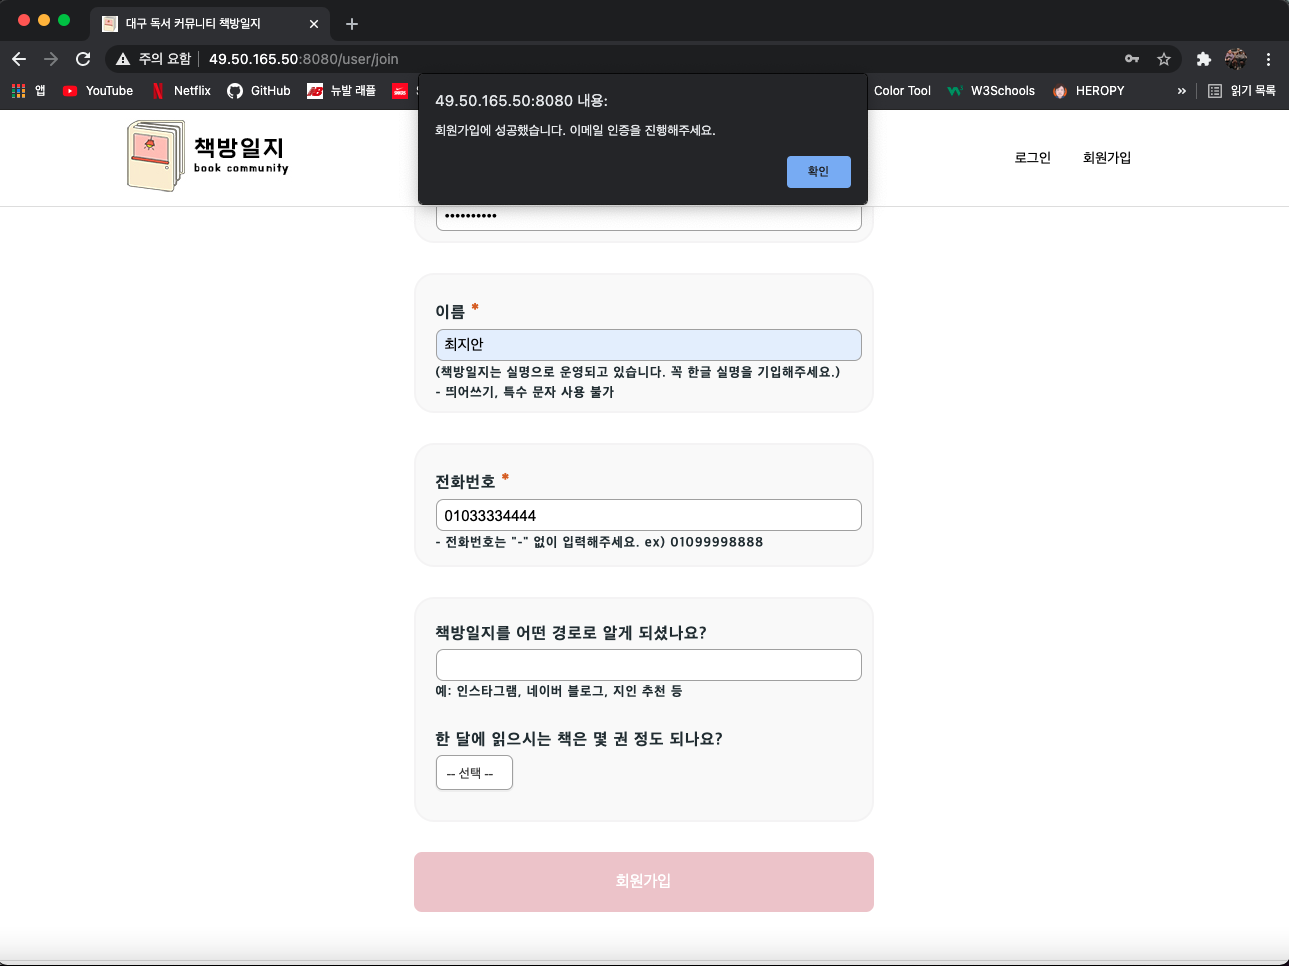 대구 독서 커뮤니티 책방일지
주의 요함
49.50.165.50:8080/user/join
앱
YouTube
Netflix
GitHub
뉴발 래플
Color Tool
W3Schools
HEROPY
»
읽기 목록
49.50.165.50:8080 내용:
회원가입에 성공했습니다. 이메일 인증을 진행해주세요.
확인
책방일지
book community
로그인
회원가입
••••••••••
이름 *
최지안
(책방일지는 실명으로 운영되고 있습니다. 꼭 한글 실명을 기입해주세요.)
- 띄어쓰기, 특수 문자 사용 불가
전화번호 *
01033334444
- 전화번호는 "-" 없이 입력해주세요. ex) 01099998888
책방일지를 어떤 경로로 알게 되셨나요?
예: 인스타그램, 네이버 블로그, 지인 추천 등
한 달에 읽으시는 책은 몇 권 정도 되나요?
-- 선택 --
회원가입